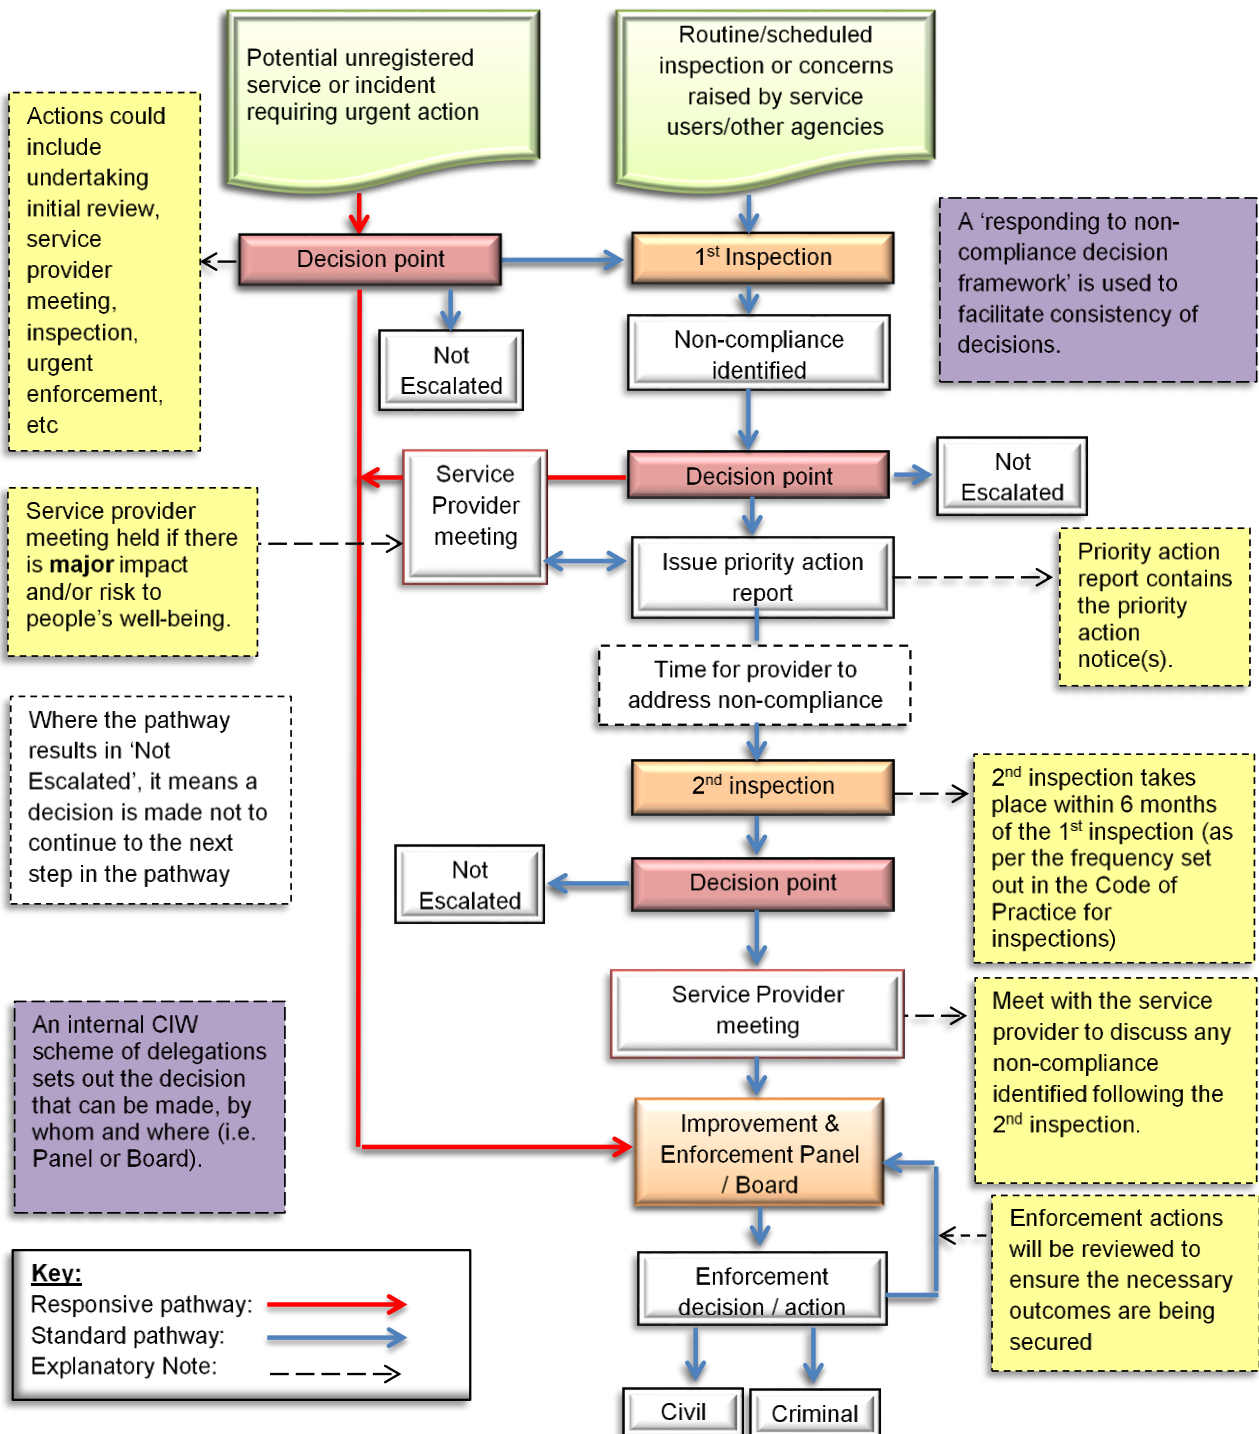 Potential unregistered
service or incident
requiring urgent action
Routine/scheduled
inspection or concerns
raised by service
users/other agencies
Actions could
include
undertaking
initial review,
service
provider
meeting,
inspection,
urgent
enforcement,
etc
Decision point
1st Inspection
A ‘responding to non-
compliance decision
framework’ is used to
facilitate consistency of
decisions.
Not
Escalated
Non-compliance
identified
Service
Provider
meeting
Decision point
Not
Escalated
Service provider
meeting held if there
is major impact
and/or risk to
people’s well-being.
Issue priority action
report
Priority action
report contains
the priority
action
notice(s).
Time for provider to
address non-compliance
Where the pathway
results in ‘Not
Escalated’, it means a
decision is made not to
continue to the next
step in the pathway
2nd inspection
2nd inspection takes
place within 6 months
of the 1st inspection (as
per the frequency set
out in the Code of
Practice for
inspections)
Not
Escalated
Decision point
Service Provider
meeting
Meet with the service
provider to discuss any
non-compliance
identified following the
2nd inspection.
An internal CIW
scheme of delegations
sets out the decision
that can be made, by
whom and where (i.e.
Panel or Board).
Improvement &
Enforcement Panel
/ Board
Enforcement actions
will be reviewed to
ensure the necessary
outcomes are being
secured
Enforcement
decision / action
Key:
Responsive pathway:
Standard pathway:
Explanatory Note:
Civil
Criminal